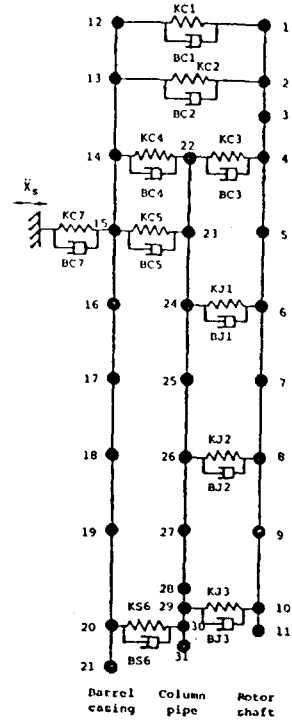 12 KC1 1
BC1
KC2
13 2
BC2
3
KC4 22 KC3
14 4
BC4 BC3
Ẍs
KC7 15 KC5
23 5
BC7 BC5
KJ1
16 24 6
BJ1
17 25 7
KJ2
18 26 8
BJ2
19 27 9
28
KS6 29 KJ3 10
20 30 11
BS6 BJ3
21 31
Barrel Column Rotor
casing pipe shaft